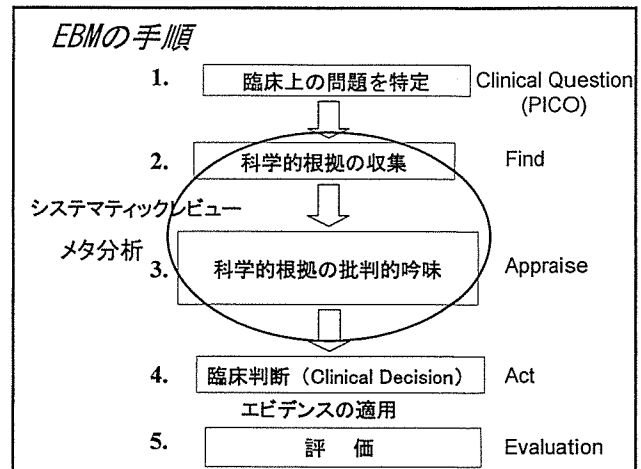 EBMの手順
1. 臨床上の問題を特定 Clinical Question
(PICO)
2. 科学的根拠の収集 Find
システマティックレビュー
メタ分析
3. 科学的根拠の批判的吟味 Appraise
4. 臨床判断（Clinical Decision） Act
エビデンスの適用
5. 評 価 Evaluation